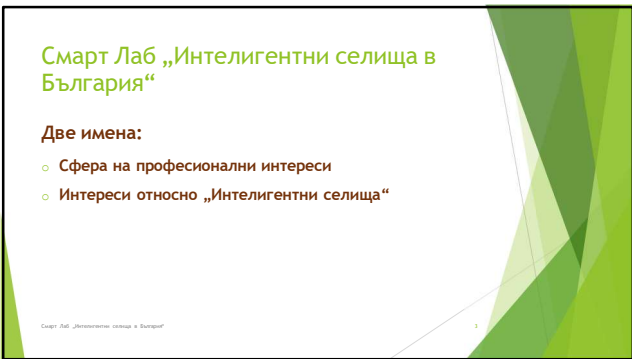 Смарт Лаб „Интелигентни селища в
България“
Две имена:
Сфера на професионални интереси
Интереси относно „Интелигентни селища“
Смарт Лаб „Интелигентни селища в България“